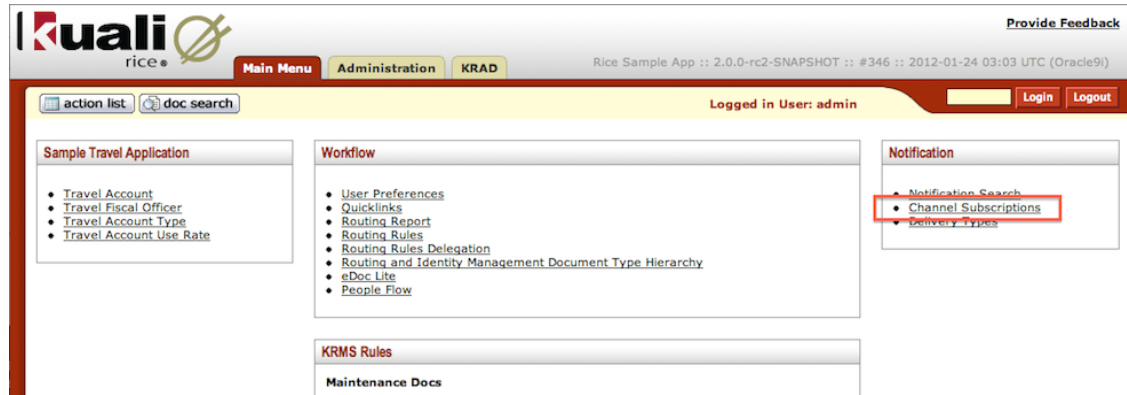 kuali
rice
Provide Feedback
Main Menu
Administration
KRAD
Rice Sample App :: 2.0.0-rc2-SNAPSHOT :: #346 :: 2012-01-24 03:03 UTC (Oracle9i)
action list
doc search
Logged in User: admin
Login
Logout
Sample Travel Application
Travel Account
Travel Fiscal Officer
Travel Account Type
Travel Account Use Rate
Workflow
User Preferences
Quicklinks
Routing Report
Routing Rules
Routing Rules Delegation
Routing and Identity Management Document Type Hierarchy
eDoc Lite
People Flow
Notification
Notification Search
Channel Subscriptions
Delivery Types
KRMS Rules
Maintenance Docs